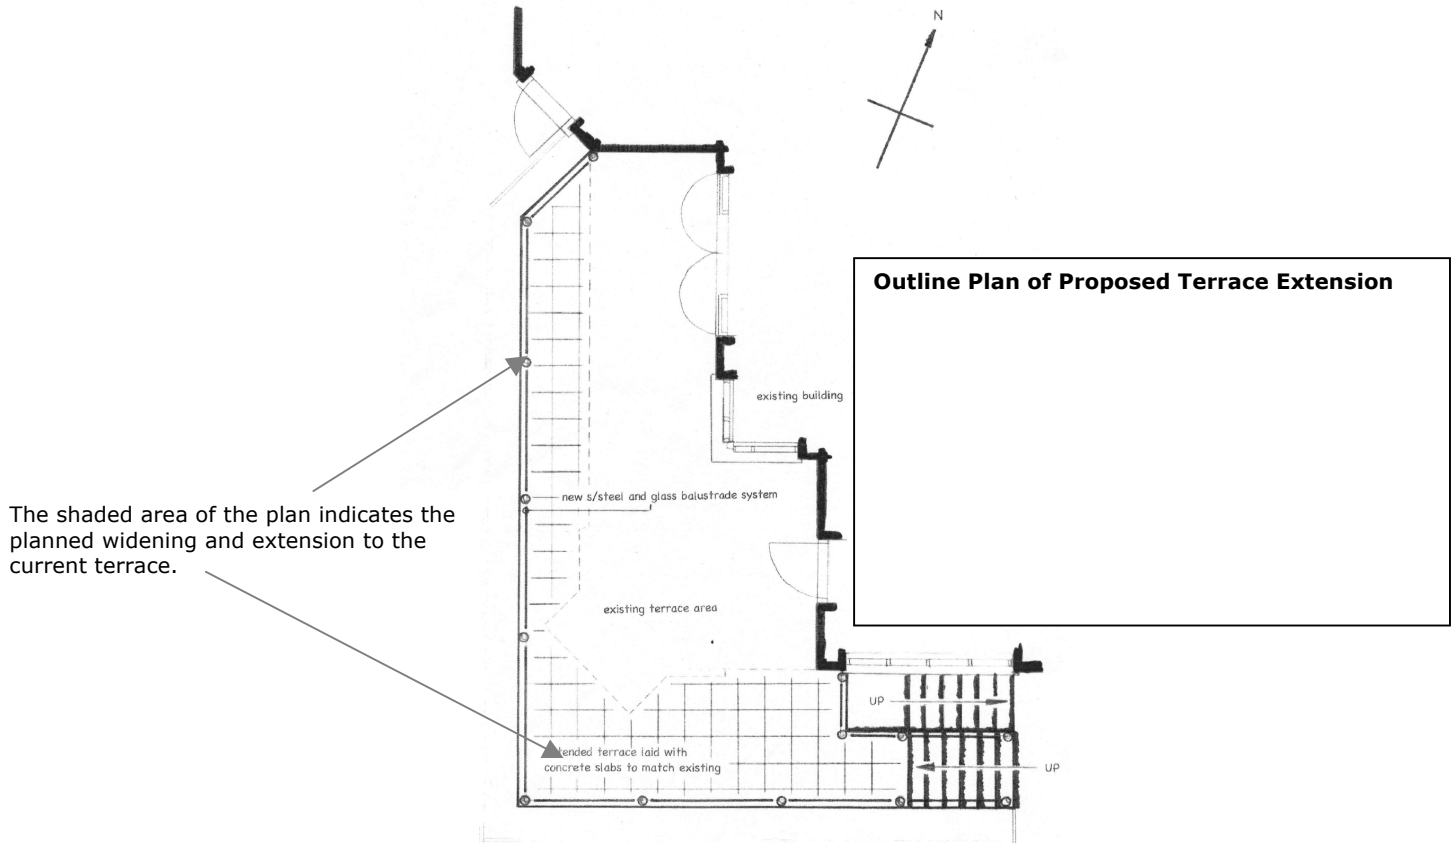 N
Outline Plan of Proposed Terrace Extension
existing building
new s/steel and glass balustrade system
The shaded area of the plan indicates the
planned widening and extension to the
current terrace.
existing terrace area
UP
tended terrace laid with
concrete slabs to match existing
UP